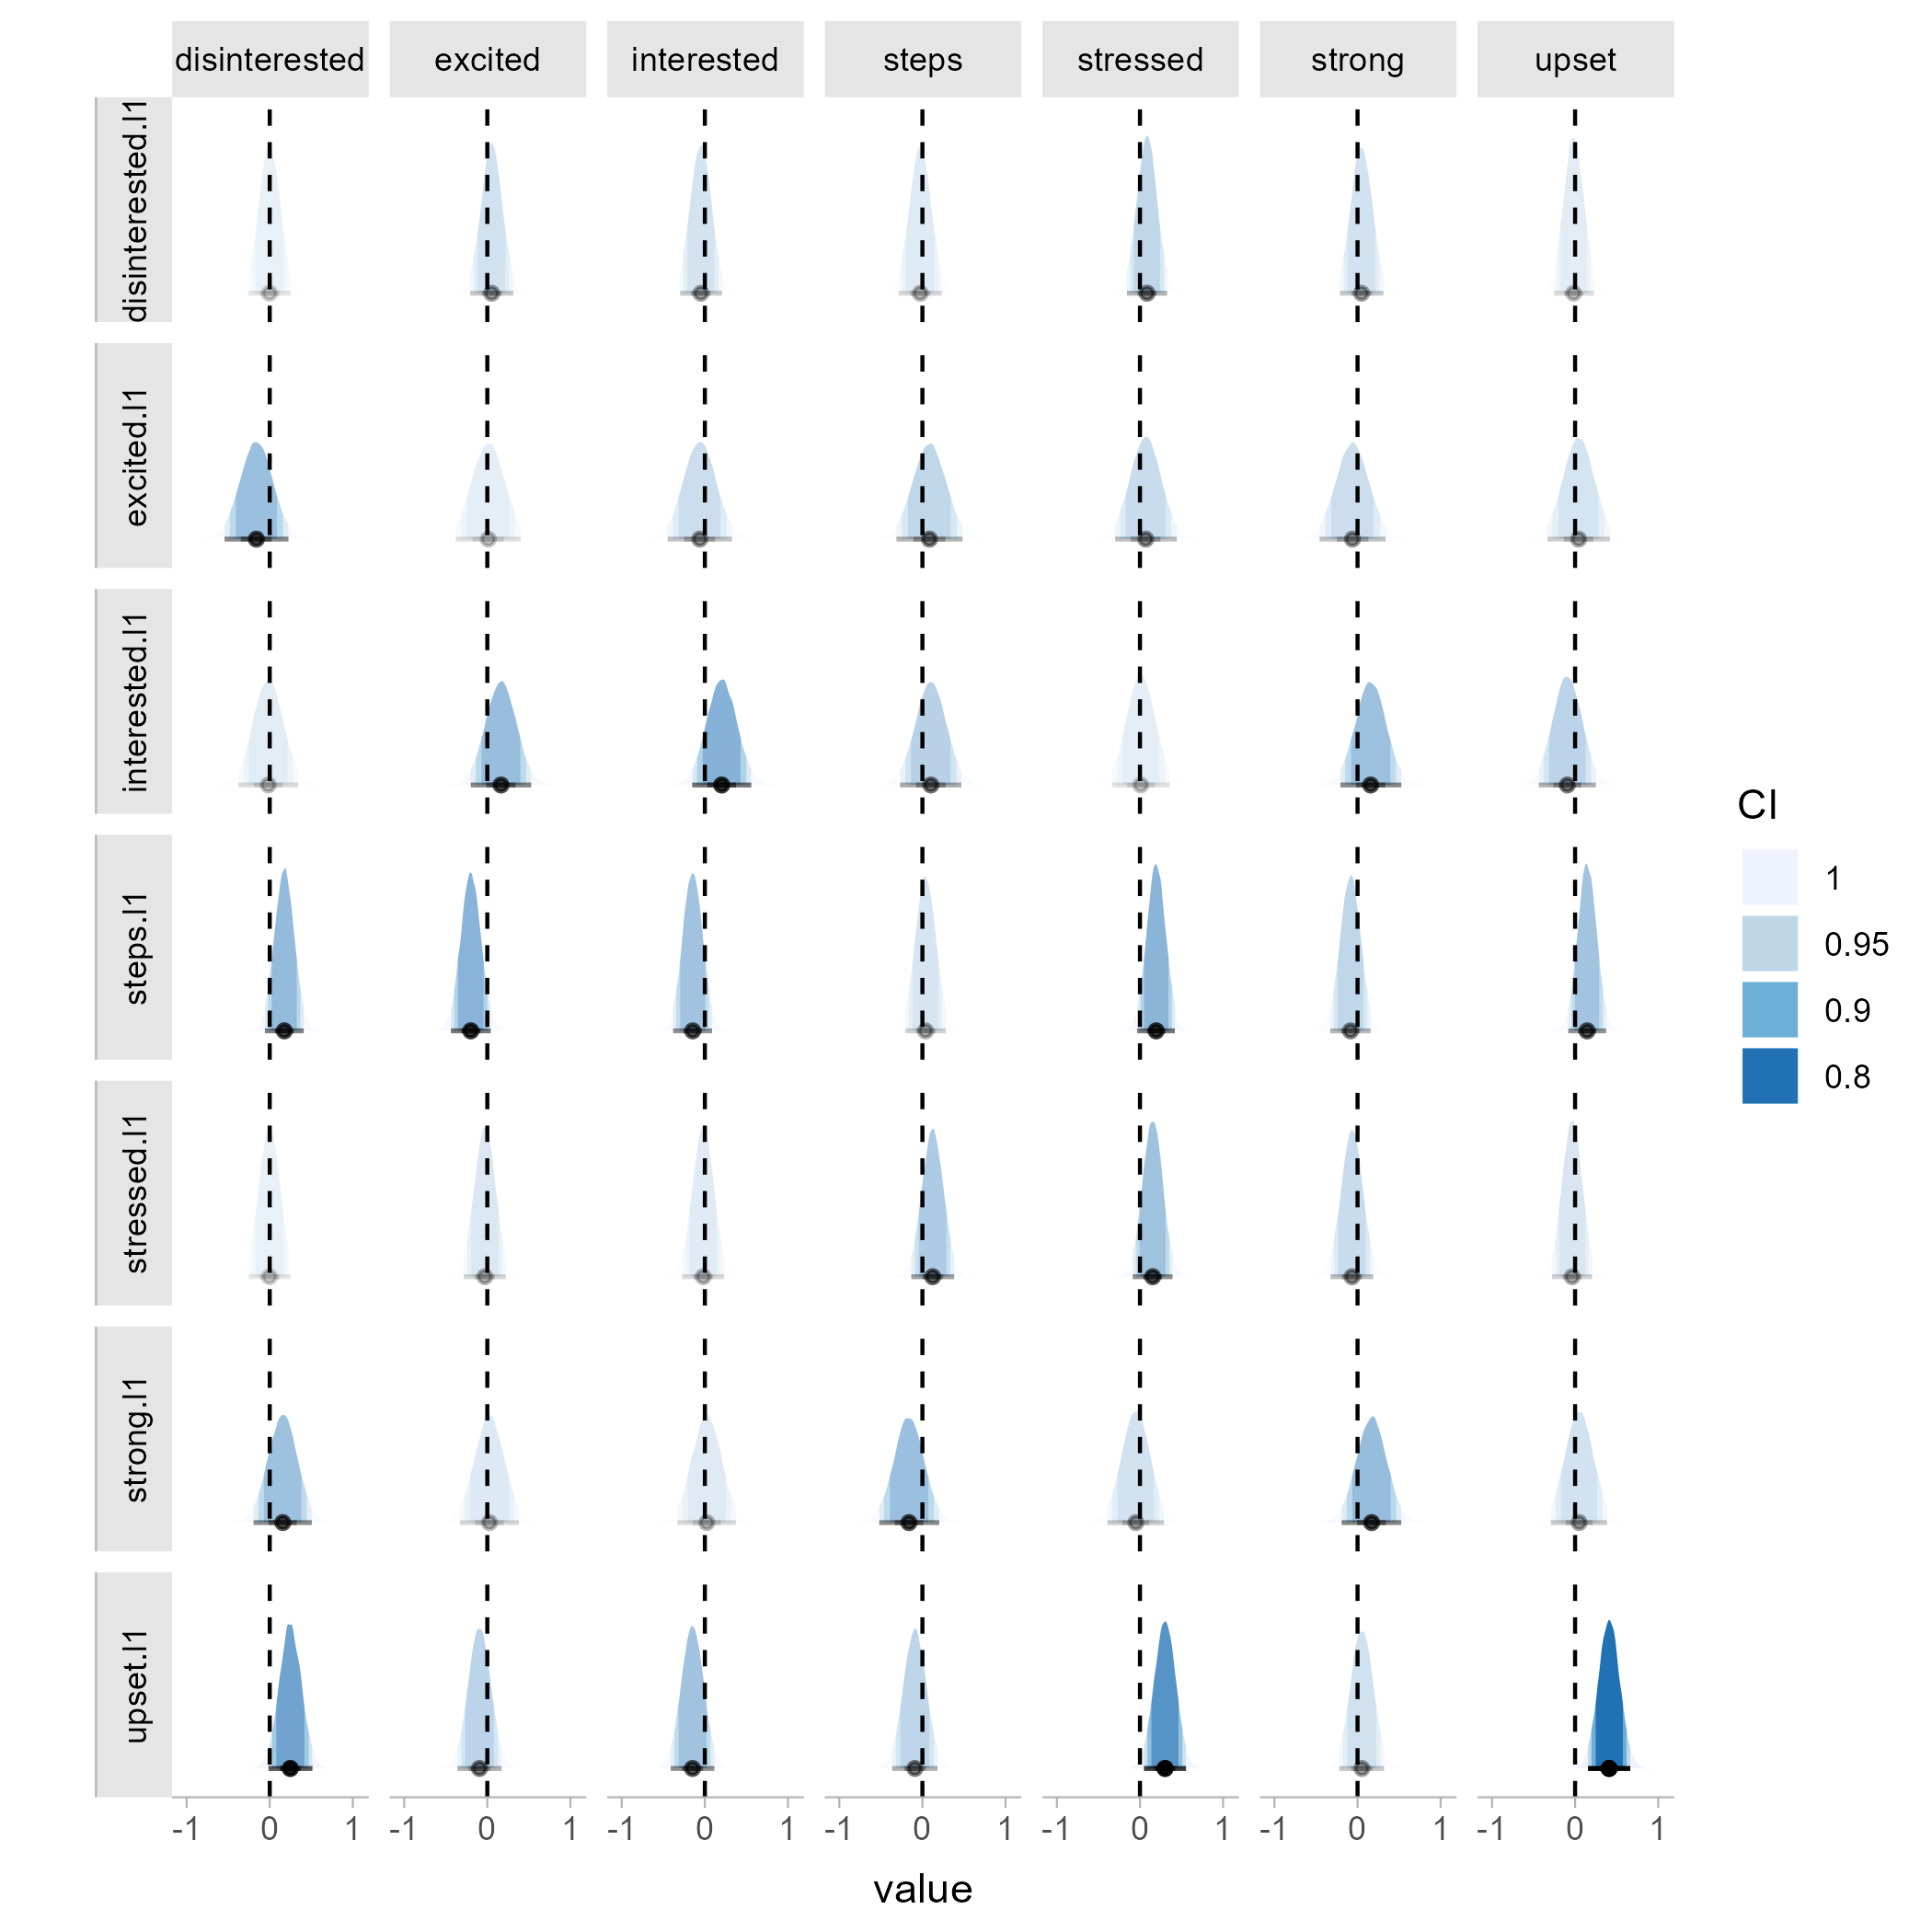 disinterested excited interested steps stressed strong upset
disinterested.l1
excited.l1
interested.l1
steps.l1
stressed.l1
strong.l1
upset.l1
CI
1
0.95
0.9
0.8
-1 0 1 -1 0 1 -1 0 1 -1 0 1 -1 0 1 -1 0 1 -1 0 1
value